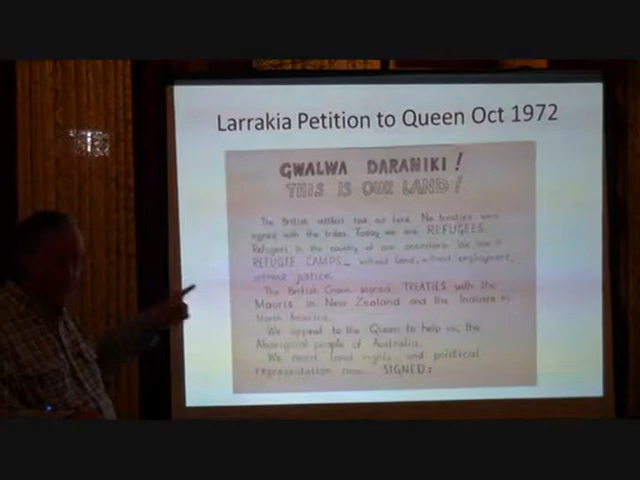 Larrakia Petition to Queen Oct 1972
GWALWA DARANIKI!
THIS IS OUR LAND!
The British settlers took our land. No treaties were
signed with the tribes. Today we are REFUGEES.
Refugees in the country of our ancestors. We live in
REFUGEE CAMPS_ without land, without employment,
without justice.
The British Crown signed TREATIES with the
Maoris in New Zealand and the Indians in
North America.
We appeal to the Queen to help us, the
Aboriginal people of Australia.
We need land rights and political
representation now. SIGNED: